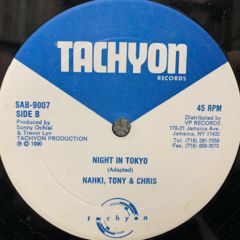 TACHYON
RECORDS
SAB-9007
SIDE B
Produced by
Sonny Ochiai &
Trevor Lyn
TACHYON PRODUCTION
℗ © 1990
45 RPM
Distributed by
VP RECORDS
170-21 Jamaica Ave.
Jamaica, NY 11432
Tel. (718) 291-7058
Fax (718) 658-3573
NIGHT IN TOKYO
(Adapted)
NAHKI, TONY & CHRIS
tachyon